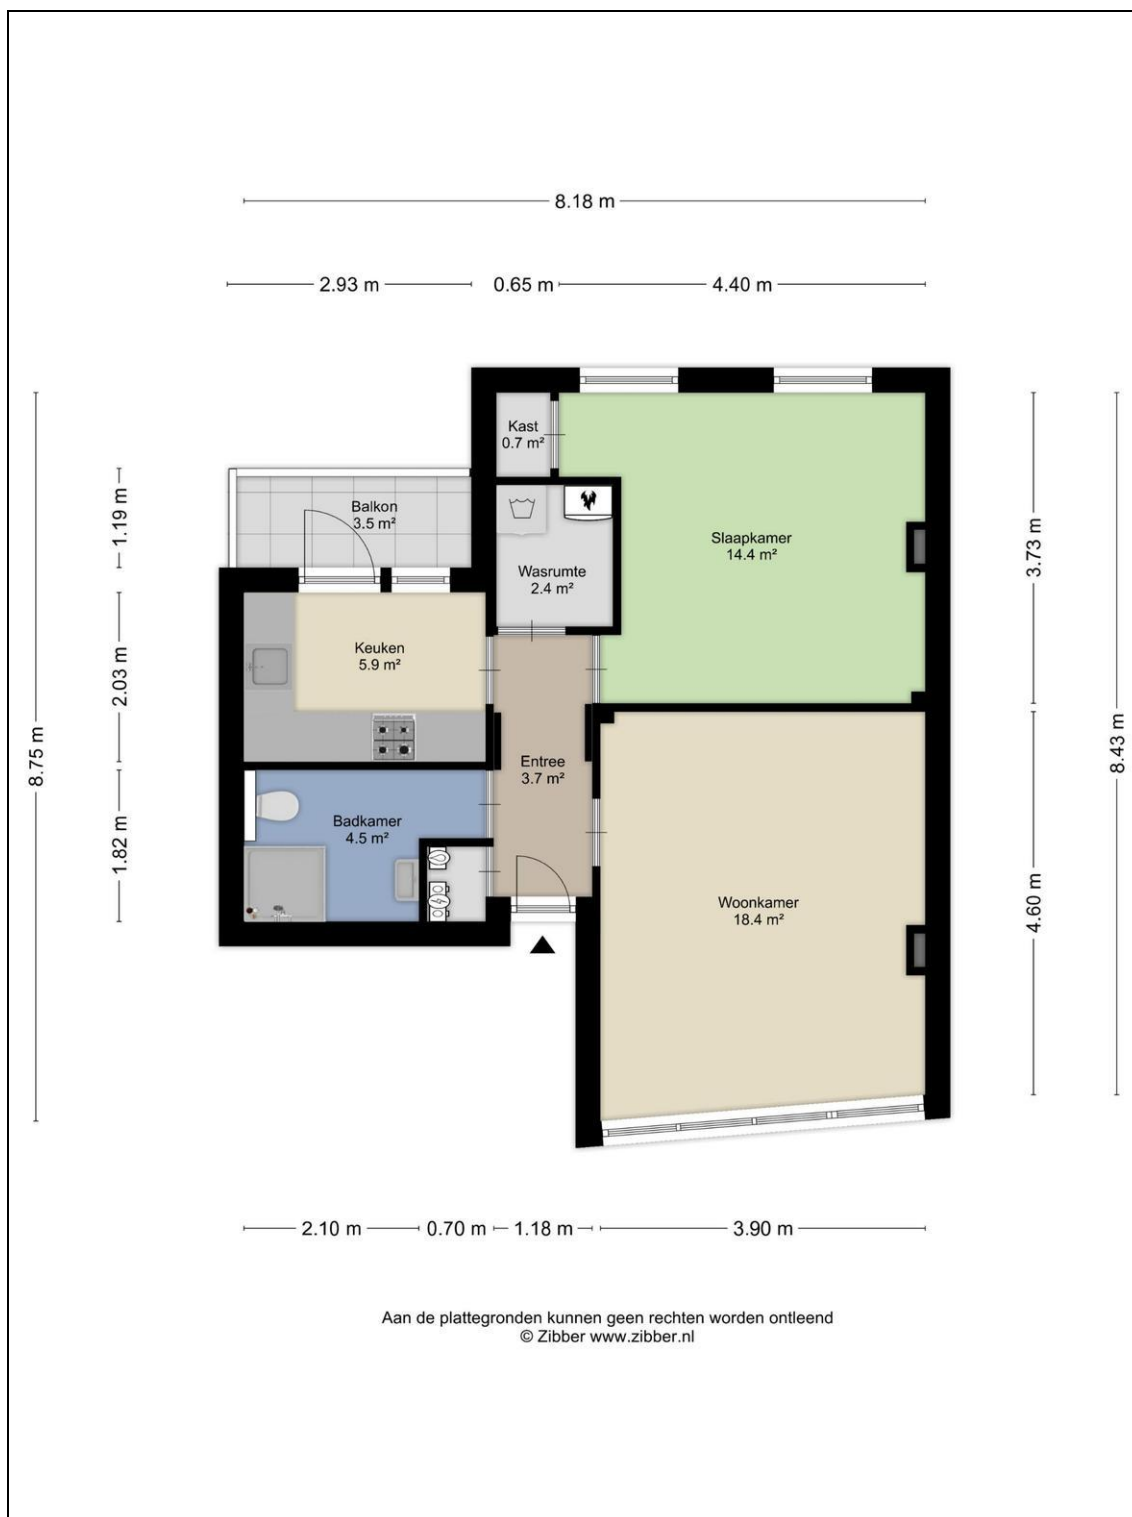 8.18 m
2.93 m
0.65 m
4.40 m
Kast
0.7 m²
Balkon
3.5 m²
1.19 m
Slaapkamer
14.4 m²
3.73 m
Wasrumte
2.4 m²
Keuken
5.9 m²
2.03 m
8.75 m
8.43 m
Entree
3.7 m²
Badkamer
4.5 m²
1.82 m
Woonkamer
18.4 m²
4.60 m
2.10 m
0.70 m
1.18 m
3.90 m
Aan de plattegronden kunnen geen rechten worden ontleend
© Zibber www.zibber.nl